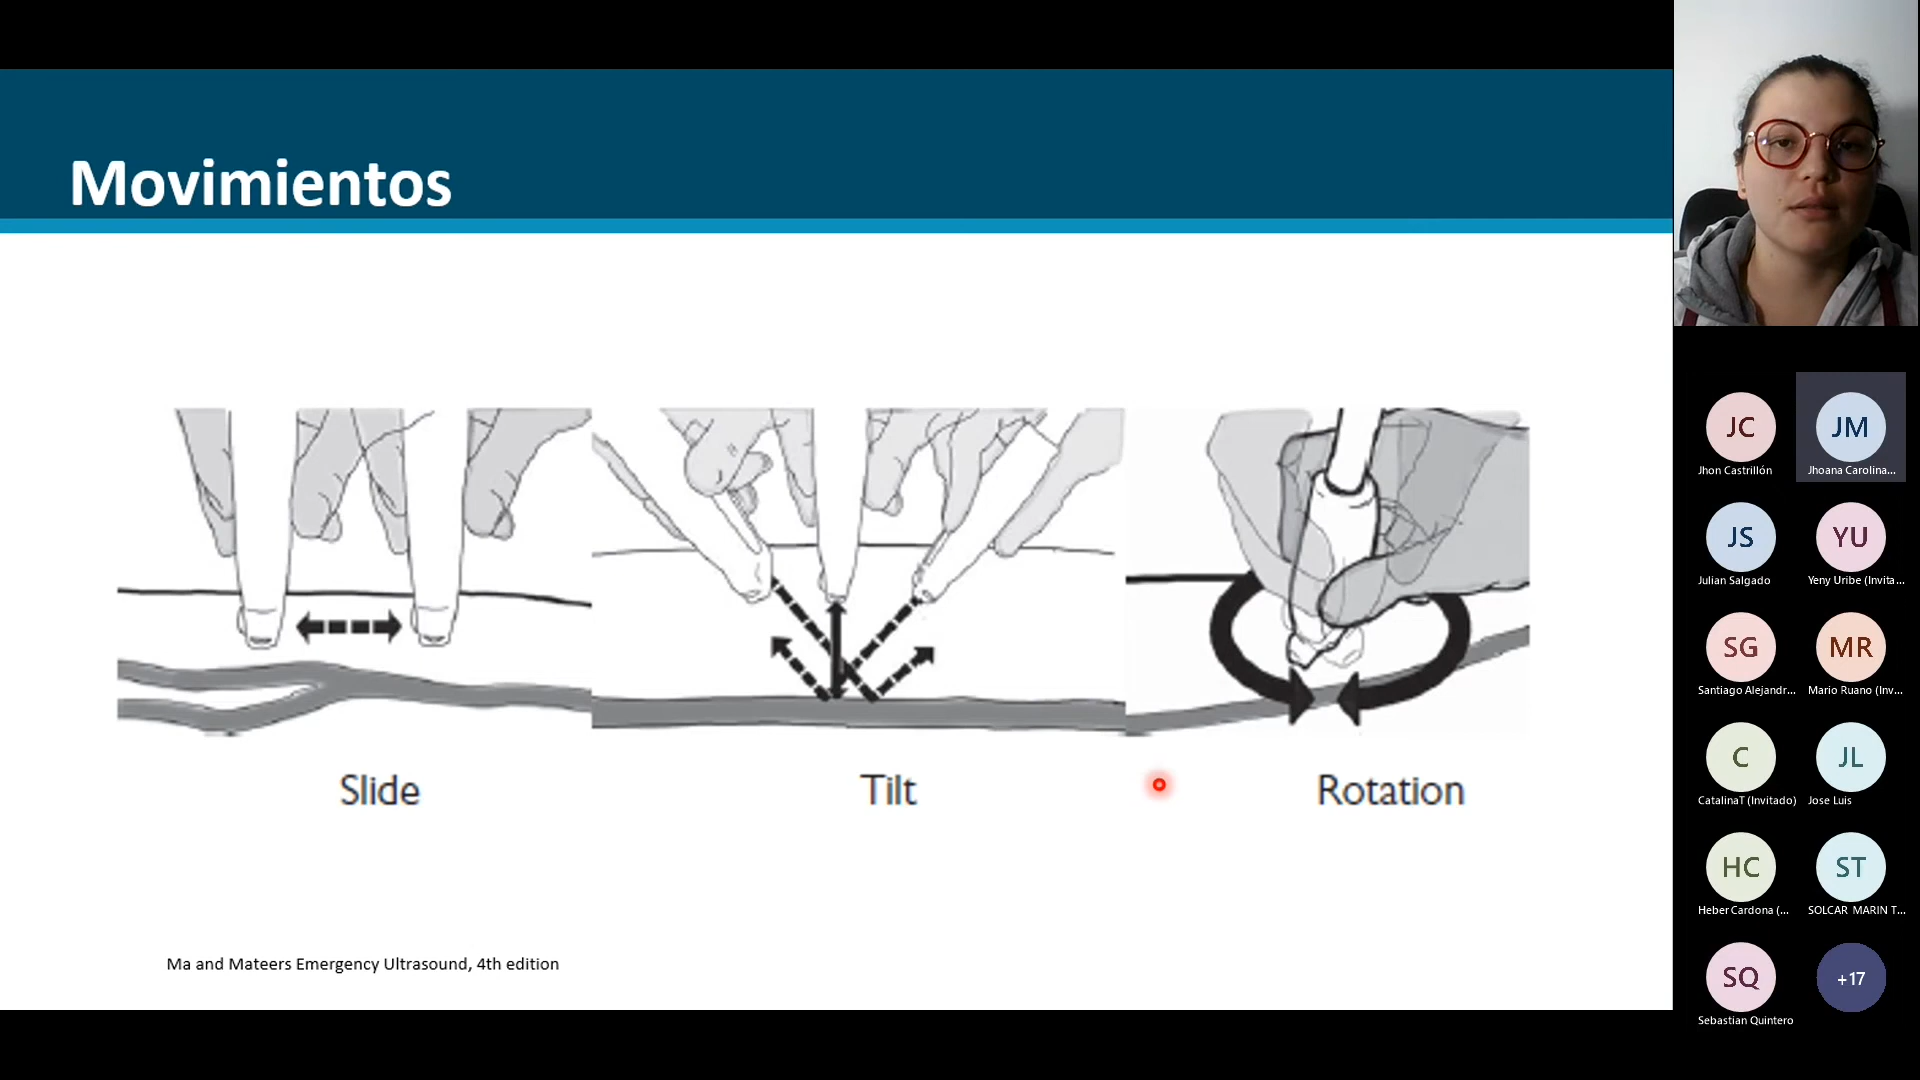 Movimientos
Slide
Tilt
Rotation
Ma and Mateers Emergency Ultrasound, 4th edition
JC
Jhon Castrillón
JM
Jhoana Carolina...
JS
Julian Salgado
YU
Yeny Uribe (Invita...
SG
Santiago Alejandr...
MR
Mario Ruano (Inv...
C
CatalinaT (Invitado)
JL
Jose Luis
HC
Heber Cardona (...
ST
SOLCAR MARIN T...
SQ
Sebastian Quintero
+17